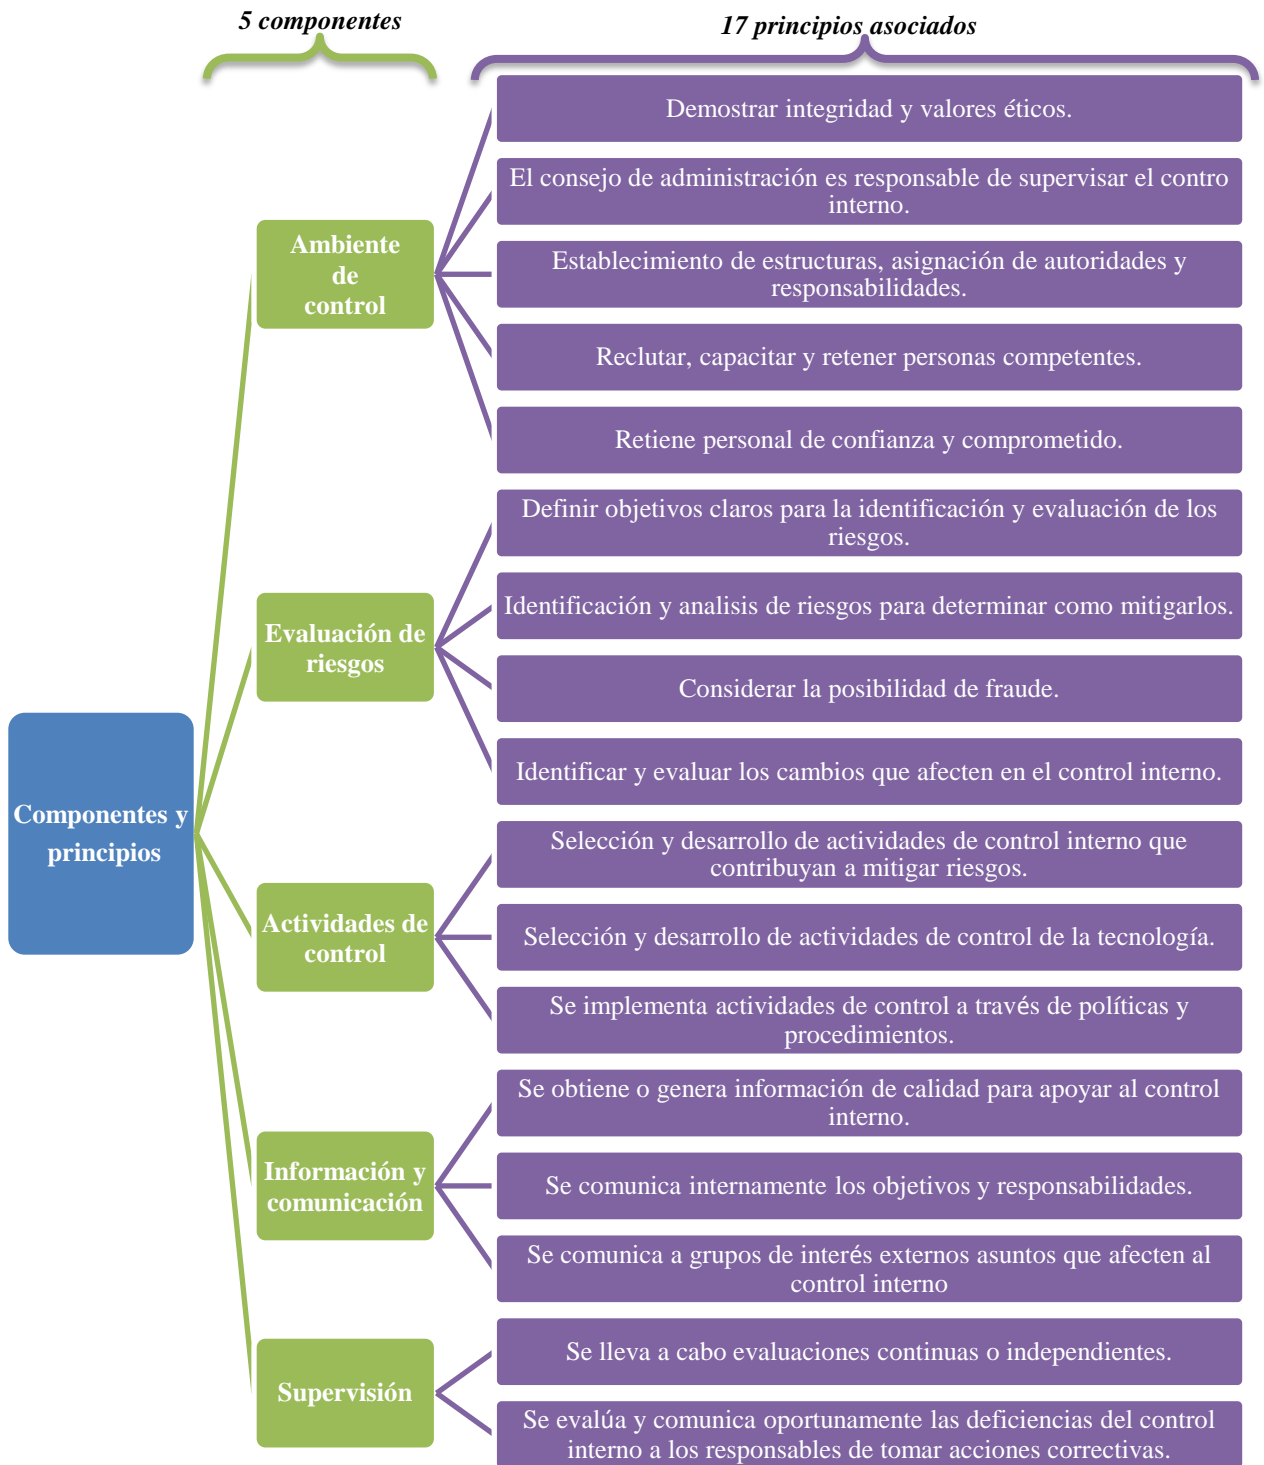 5 componentes
17 principios asociados
Componentes y
principios
Ambiente
de
control
Demostrar integridad y valores éticos.
El consejo de administración es responsable de supervisar el contro
interno.
Establecimiento de estructuras, asignación de autoridades y
responsabilidades.
Reclutar, capacitar y retener personas competentes.
Retiene personal de confianza y comprometido.
Evaluación de
riesgos
Definir objetivos claros para la identificación y evaluación de los
riesgos.
Identificación y analisis de riesgos para determinar como mitigarlos.
Considerar la posibilidad de fraude.
Identificar y evaluar los cambios que afecten en el control interno.
Actividades de
control
Selección y desarrollo de actividades de control interno que
contribuyan a mitigar riesgos.
Selección y desarrollo de actividades de control de la tecnología.
Se implementa actividades de control a través de políticas y
procedimientos.
Información y
comunicación
Se obtiene o genera información de calidad para apoyar al control
interno.
Se comunica internamente los objetivos y responsabilidades.
Se comunica a grupos de interés externos asuntos que afecten al
control interno
Supervisión
Se lleva a cabo evaluaciones continuas o independientes.
Se evalúa y comunica oportunamente las deficiencias del control
interno a los responsables de tomar acciones correctivas.